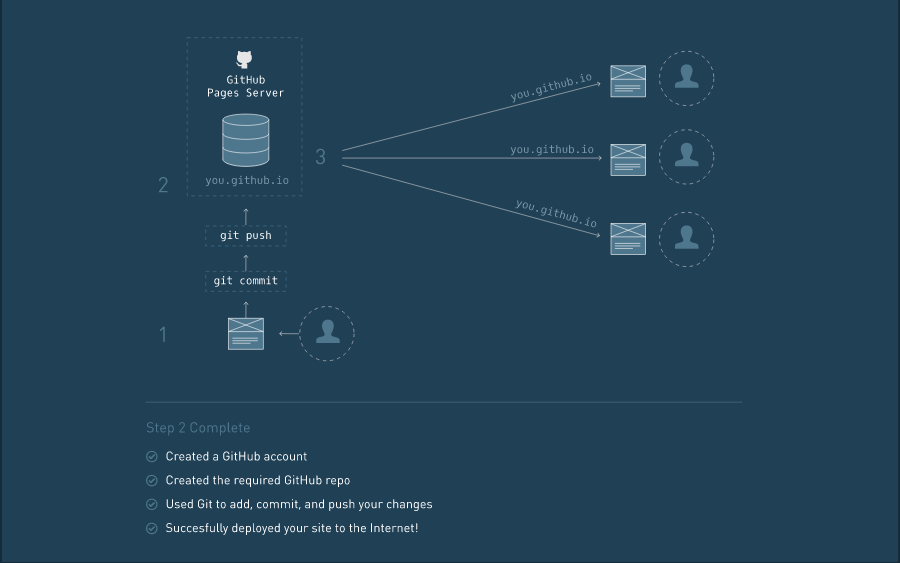 GitHub
Pages Server
you.github.io
2
3
you.github.io
you.github.io
you.github.io
git push
git commit
1
Step 2 Complete
Created a GitHub account
Created the required GitHub repo
Used Git to add, commit, and push your changes
Succesfully deployed your site to the Internet!